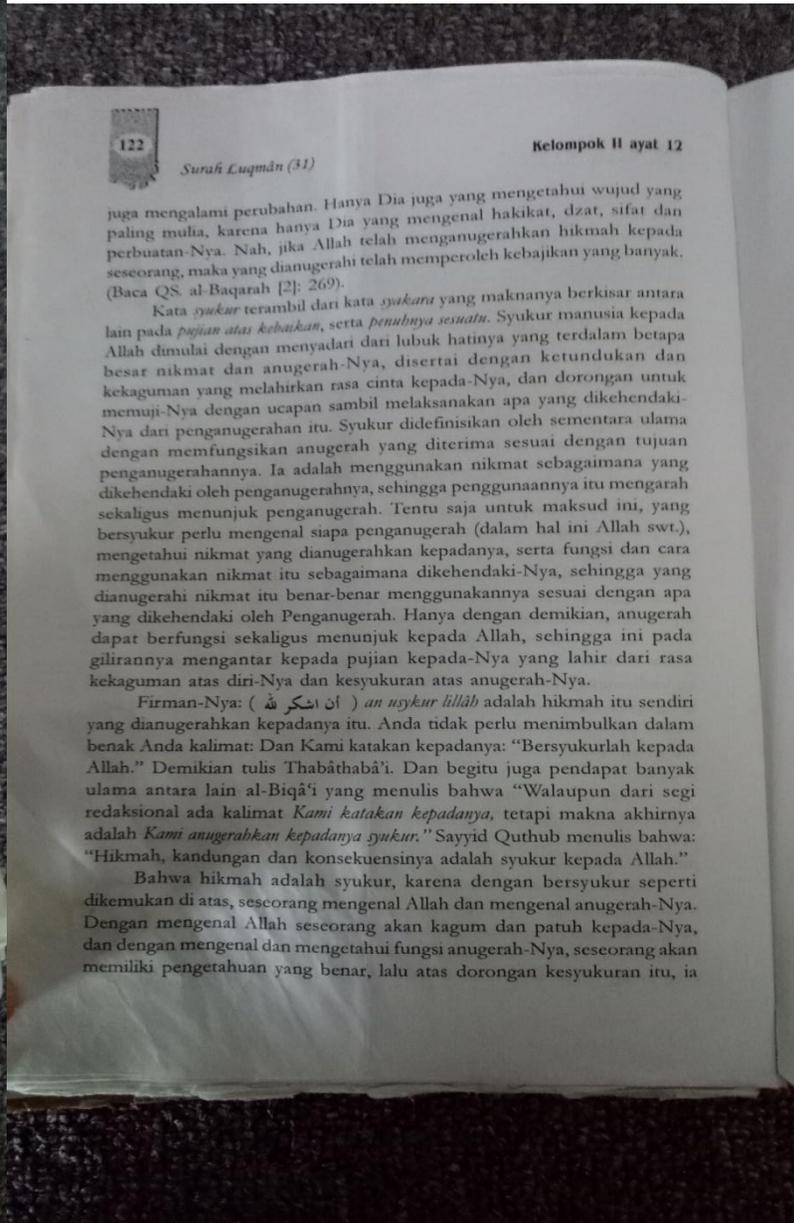 122
Kelompok II ayat 12
Surah Luqmân (31)
juga mengalami perubahan. Hanya Dia juga yang mengetahui wujud yang
paling mulia, karena hanya Dia yang mengenal hakikat, dzat, sifat dan
perbuatan-Nya. Nah, jika Allah telah menganugerahkan hikmah kepada
seseorang, maka yang dianugerahi telah memperoleh kebajikan yang banyak.
(Baca QS. al-Baqarah [2]: 269).
Kata syukur terambil dari kata syakara yang maknanya berkisar antara
lain pada pujian atas kebaikan, serta penuhnya sesuatu. Syukur manusia kepada
Allah dimulai dengan menyadari dari lubuk hatinya yang terdalam betapa
besar nikmat dan anugerah-Nya, disertai dengan ketundukan dan
kekaguman yang melahirkan rasa cinta kepada-Nya, dan dorongan untuk
memuji-Nya dengan ucapan sambil melaksanakan apa yang dikehendaki-
Nya dari penganugerahan itu. Syukur didefinisikan oleh sementara ulama
dengan memfungsikan anugerah yang diterima sesuai dengan tujuan
penganugerahannya. Ia adalah menggunakan nikmat sebagaimana yang
dikehendaki oleh penganugerahnya, sehingga penggunaannya itu mengarah
sekaligus menunjuk penganugerah. Tentu saja untuk maksud ini, yang
bersyukur perlu mengenal siapa penganugerah (dalam hal ini Allah swt.),
mengetahui nikmat yang dianugerahkan kepadanya, serta fungsi dan cara
menggunakan nikmat itu sebagaimana dikehendaki-Nya, sehingga yang
dianugerahi nikmat itu benar-benar menggunakannya sesuai dengan apa
yang dikehendaki oleh Penganugerah. Hanya dengan demikian, anugerah
dapat berfungsi sekaligus menunjuk kepada Allah, sehingga ini pada
gilirannya mengantar kepada pujian kepada-Nya yang lahir dari rasa
kekaguman atas diri-Nya dan kesyukuran atas anugerah-Nya.
Firman-Nya: ( أن اشكر لله ) an usykur lillâh adalah hikmah itu sendiri
yang dianugerahkan kepadanya itu. Anda tidak perlu menimbulkan dalam
benak Anda kalimat: Dan Kami katakan kepadanya: “Bersyukurlah kepada
Allah.” Demikian tulis Thabâthabâ’i. Dan begitu juga pendapat banyak
ulama antara lain al-Biqâ‘i yang menulis bahwa “Walaupun dari segi
redaksional ada kalimat Kami katakan kepadanya, tetapi makna akhirnya
adalah Kami anugerahkan kepadanya syukur.” Sayyid Quthub menulis bahwa:
“Hikmah, kandungan dan konsekuensinya adalah syukur kepada Allah.”
Bahwa hikmah adalah syukur, karena dengan bersyukur seperti
dikemukan di atas, seseorang mengenal Allah dan mengenal anugerah-Nya.
Dengan mengenal Allah seseorang akan kagum dan patuh kepada-Nya,
dan dengan mengenal dan mengetahui fungsi anugerah-Nya, seseorang akan
memiliki pengetahuan yang benar, lalu atas dorongan kesyukuran itu, ia